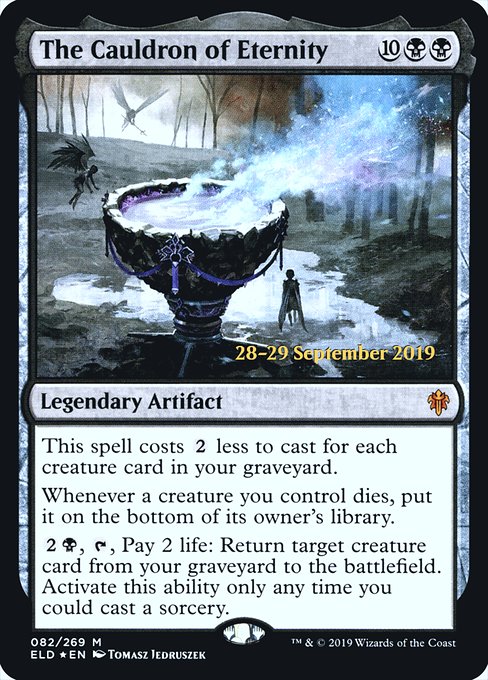 The Cauldron of Eternity 10
28–29 September 2019
Legendary Artifact
This spell costs 2 less to cast for each
creature card in your graveyard.
Whenever a creature you control dies, put
it on the bottom of its owner's library.
2, , Pay 2 life: Return target creature
card from your graveyard to the battlefield.
Activate this ability only any time you
could cast a sorcery.
082/269 M
ELD ★ EN Tomasz Jedruszek
™ & © 2019 Wizards of the Coast